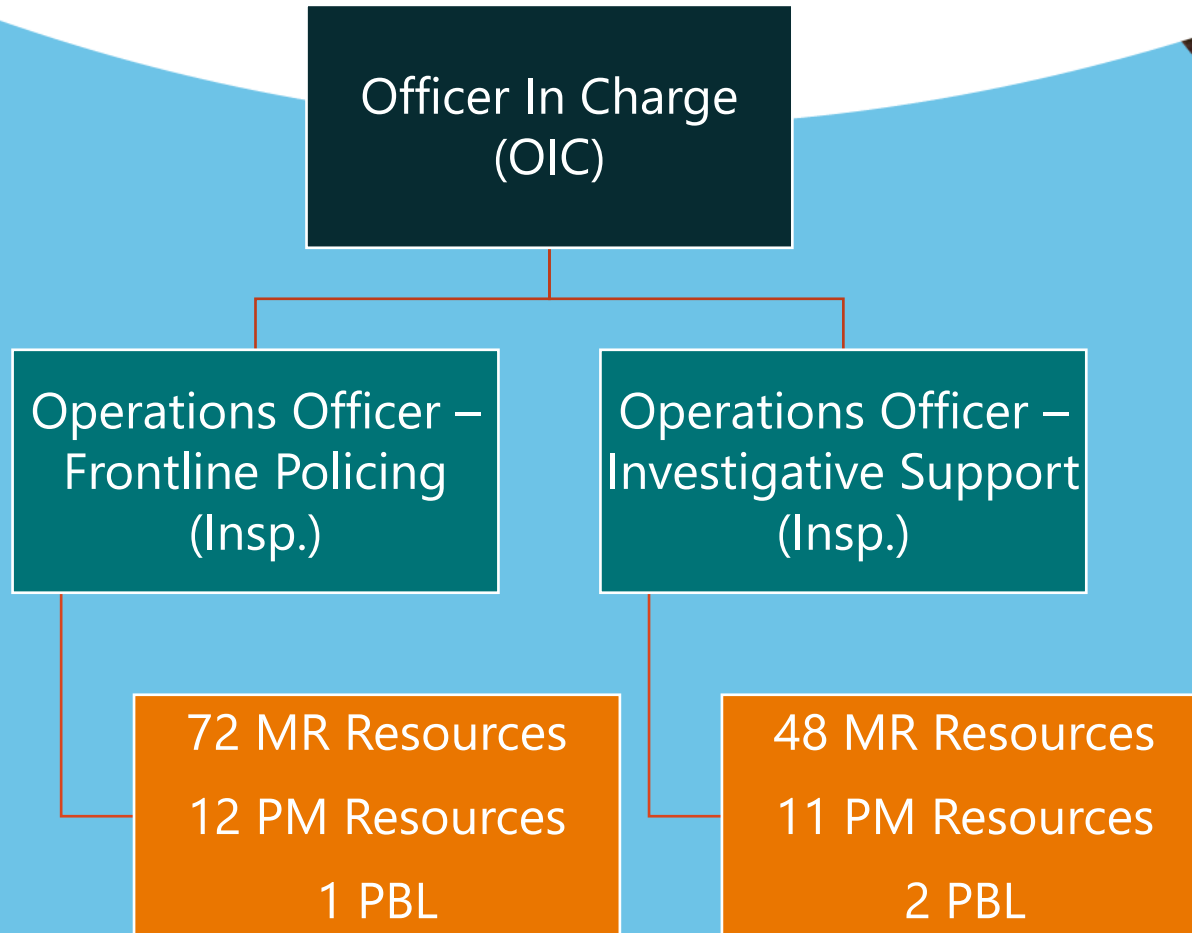 Officer In Charge
(OIC)
Operations Officer –
Frontline Policing
(Insp.)
Operations Officer –
Investigative Support
(Insp.)
72 MR Resources
12 PM Resources
1 PBL
48 MR Resources
11 PM Resources
2 PBL